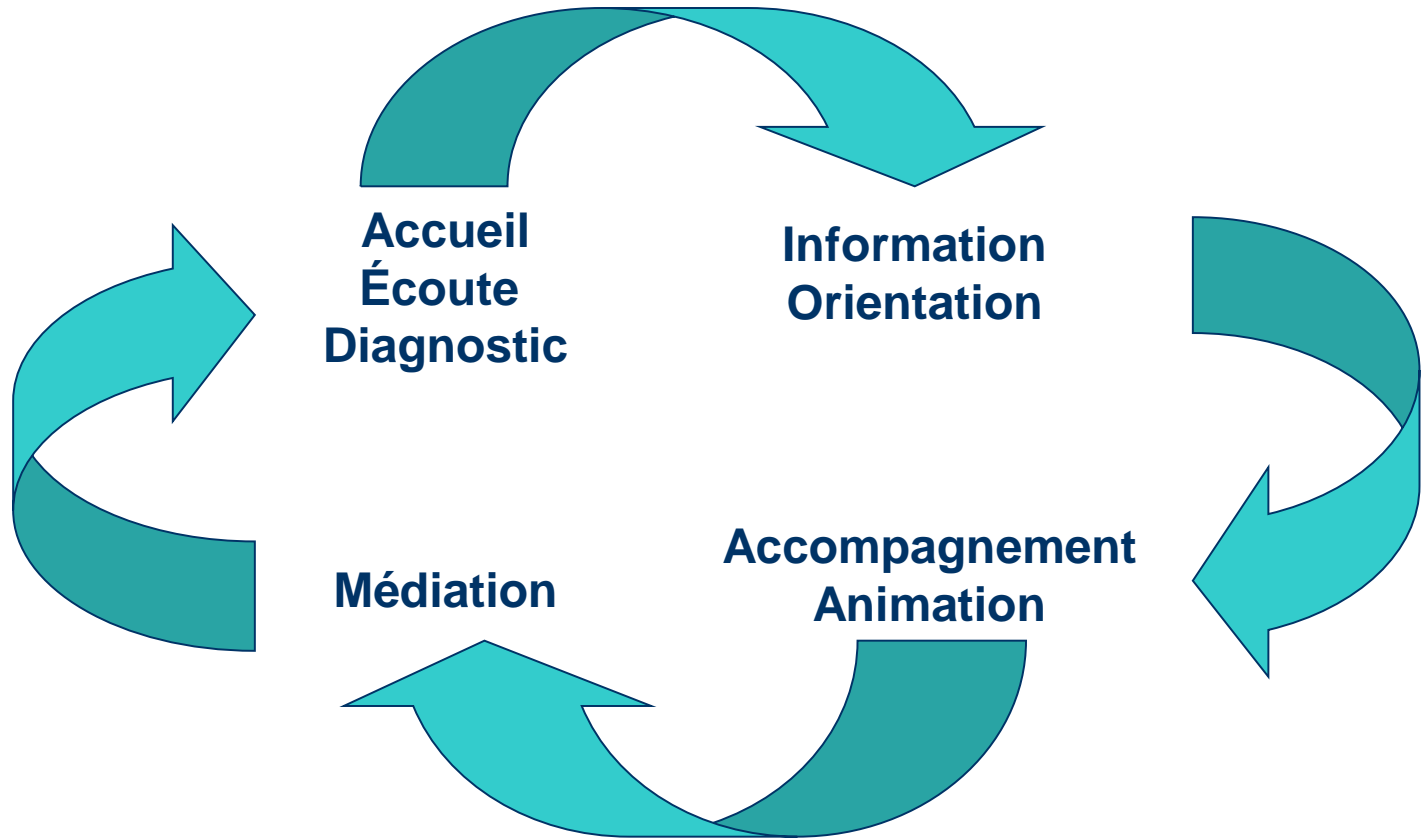 Accueil
Écoute
Diagnostic
Information
Orientation
Accompagnement
Animation
Médiation